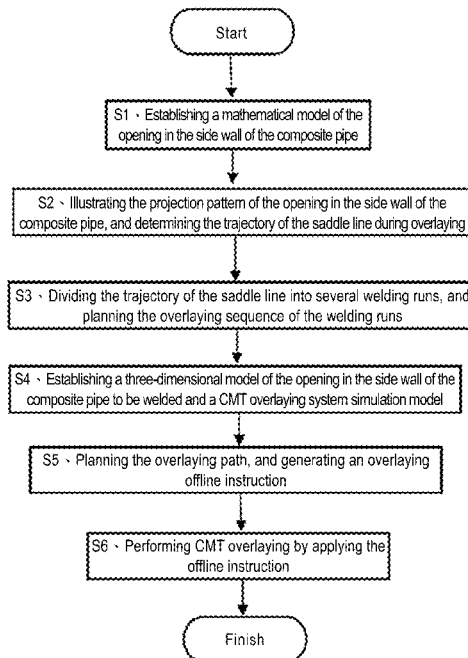 Start
S1、Establishing a mathematical model of the
opening in the side wall of the composite pipe
S2、Illustrating the projection pattern of the opening in the side wall of the
composite pipe, and determining the trajectory of the saddle line during overlaying
S3、Dividing the trajectory of the saddle line into several welding runs, and
planning the overlaying sequence of the welding runs
S4、Establishing a three-dimensional model of the opening in the side wall of the
composite pipe to be welded and a CMT overlaying system simulation model
S5、Planning the overlaying path, and generating an overlaying
offline instruction
S6、Performing CMT overlaying by applying the
offline instruction
Finish